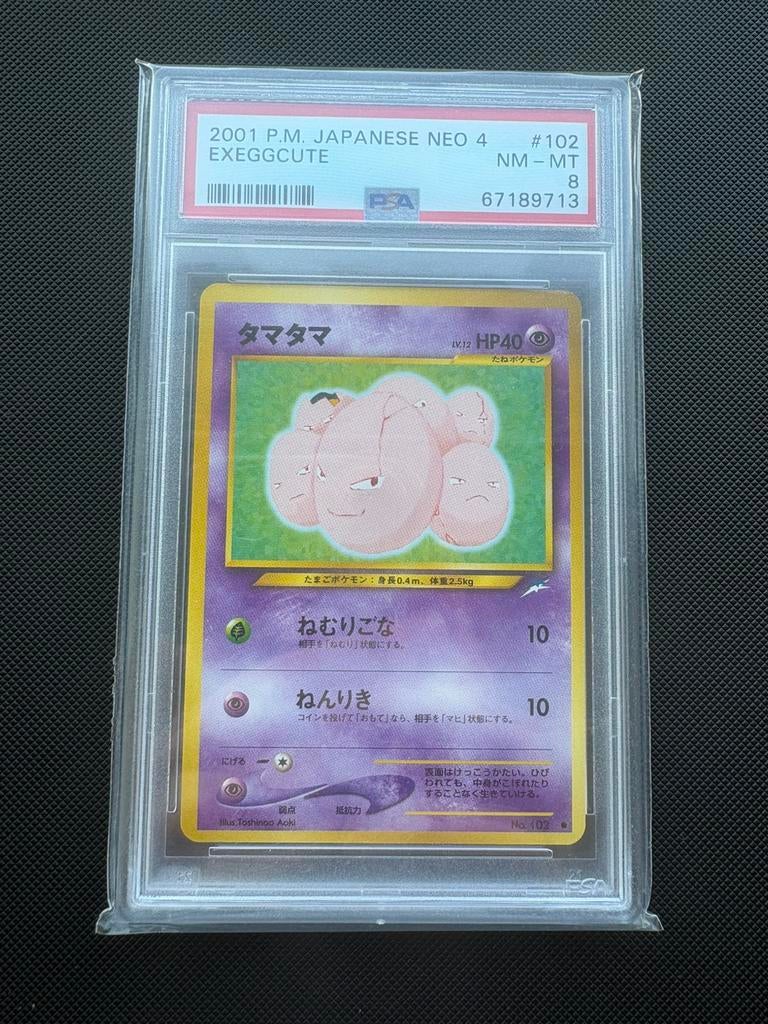 2001 P.M. JAPANESE NEO 4 #102
EXEGGCUTE NM - MT
8
PSA 67189713
タマタマ LV.12 HP40
たねポケモン
たまごポケモン：身長0.4m、体重2.5kg
ねむりごな 10
相手を「ねむり」状態にする。
ねんりき 10
コインを投げて「おもて」なら、相手を「マヒ」状態にする。
にげる
表面はけっこうかたい。ひび
われても、中身がこぼれたり
することなく生きていける。
弱点 抵抗力
Illus.Toshinao Aoki No. 102 ●
PSA